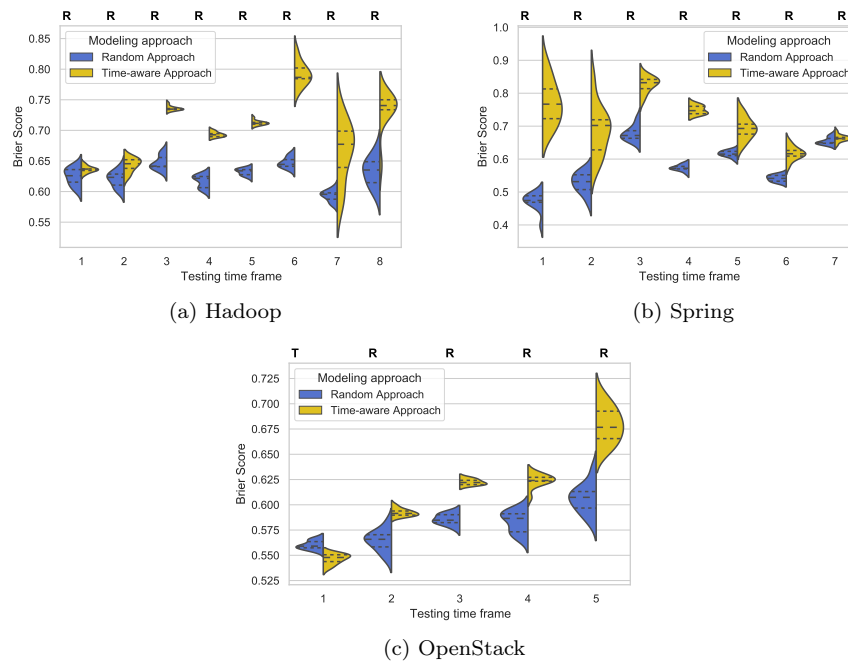 R R R R R R R R
Modeling approach
Random Approach
Time-aware Approach
0.85
0.80
0.75
0.70
0.65
0.60
0.55
Brier Score
1 2 3 4 5 6 7 8
Testing time frame
(a) Hadoop
R R R R R R R
Modeling approach
Random Approach
Time-aware Approach
1.0
0.9
0.8
0.7
0.6
0.5
0.4
Brier Score
1 2 3 4 5 6 7
Testing time frame
(b) Spring
T R R R R
Modeling approach
Random Approach
Time-aware Approach
0.725
0.700
0.675
0.650
0.625
0.600
0.575
0.550
0.525
Brier Score
1 2 3 4 5
Testing time frame
(c) OpenStack